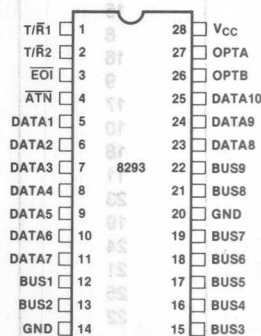 T/R̅1 1 28 VCC
T/R̅2 2 27 OPTA
E̅O̅I̅ 3 26 OPTB
A̅T̅N̅ 4 25 DATA10
DATA1 5 24 DATA9
DATA2 6 23 DATA8
DATA3 7 8293 22 BUS9
DATA4 8 21 BUS8
DATA5 9 20 GND
DATA6 10 19 BUS7
DATA7 11 18 BUS6
BUS1 12 17 BUS5
BUS2 13 16 BUS4
GND 14 15 BUS3